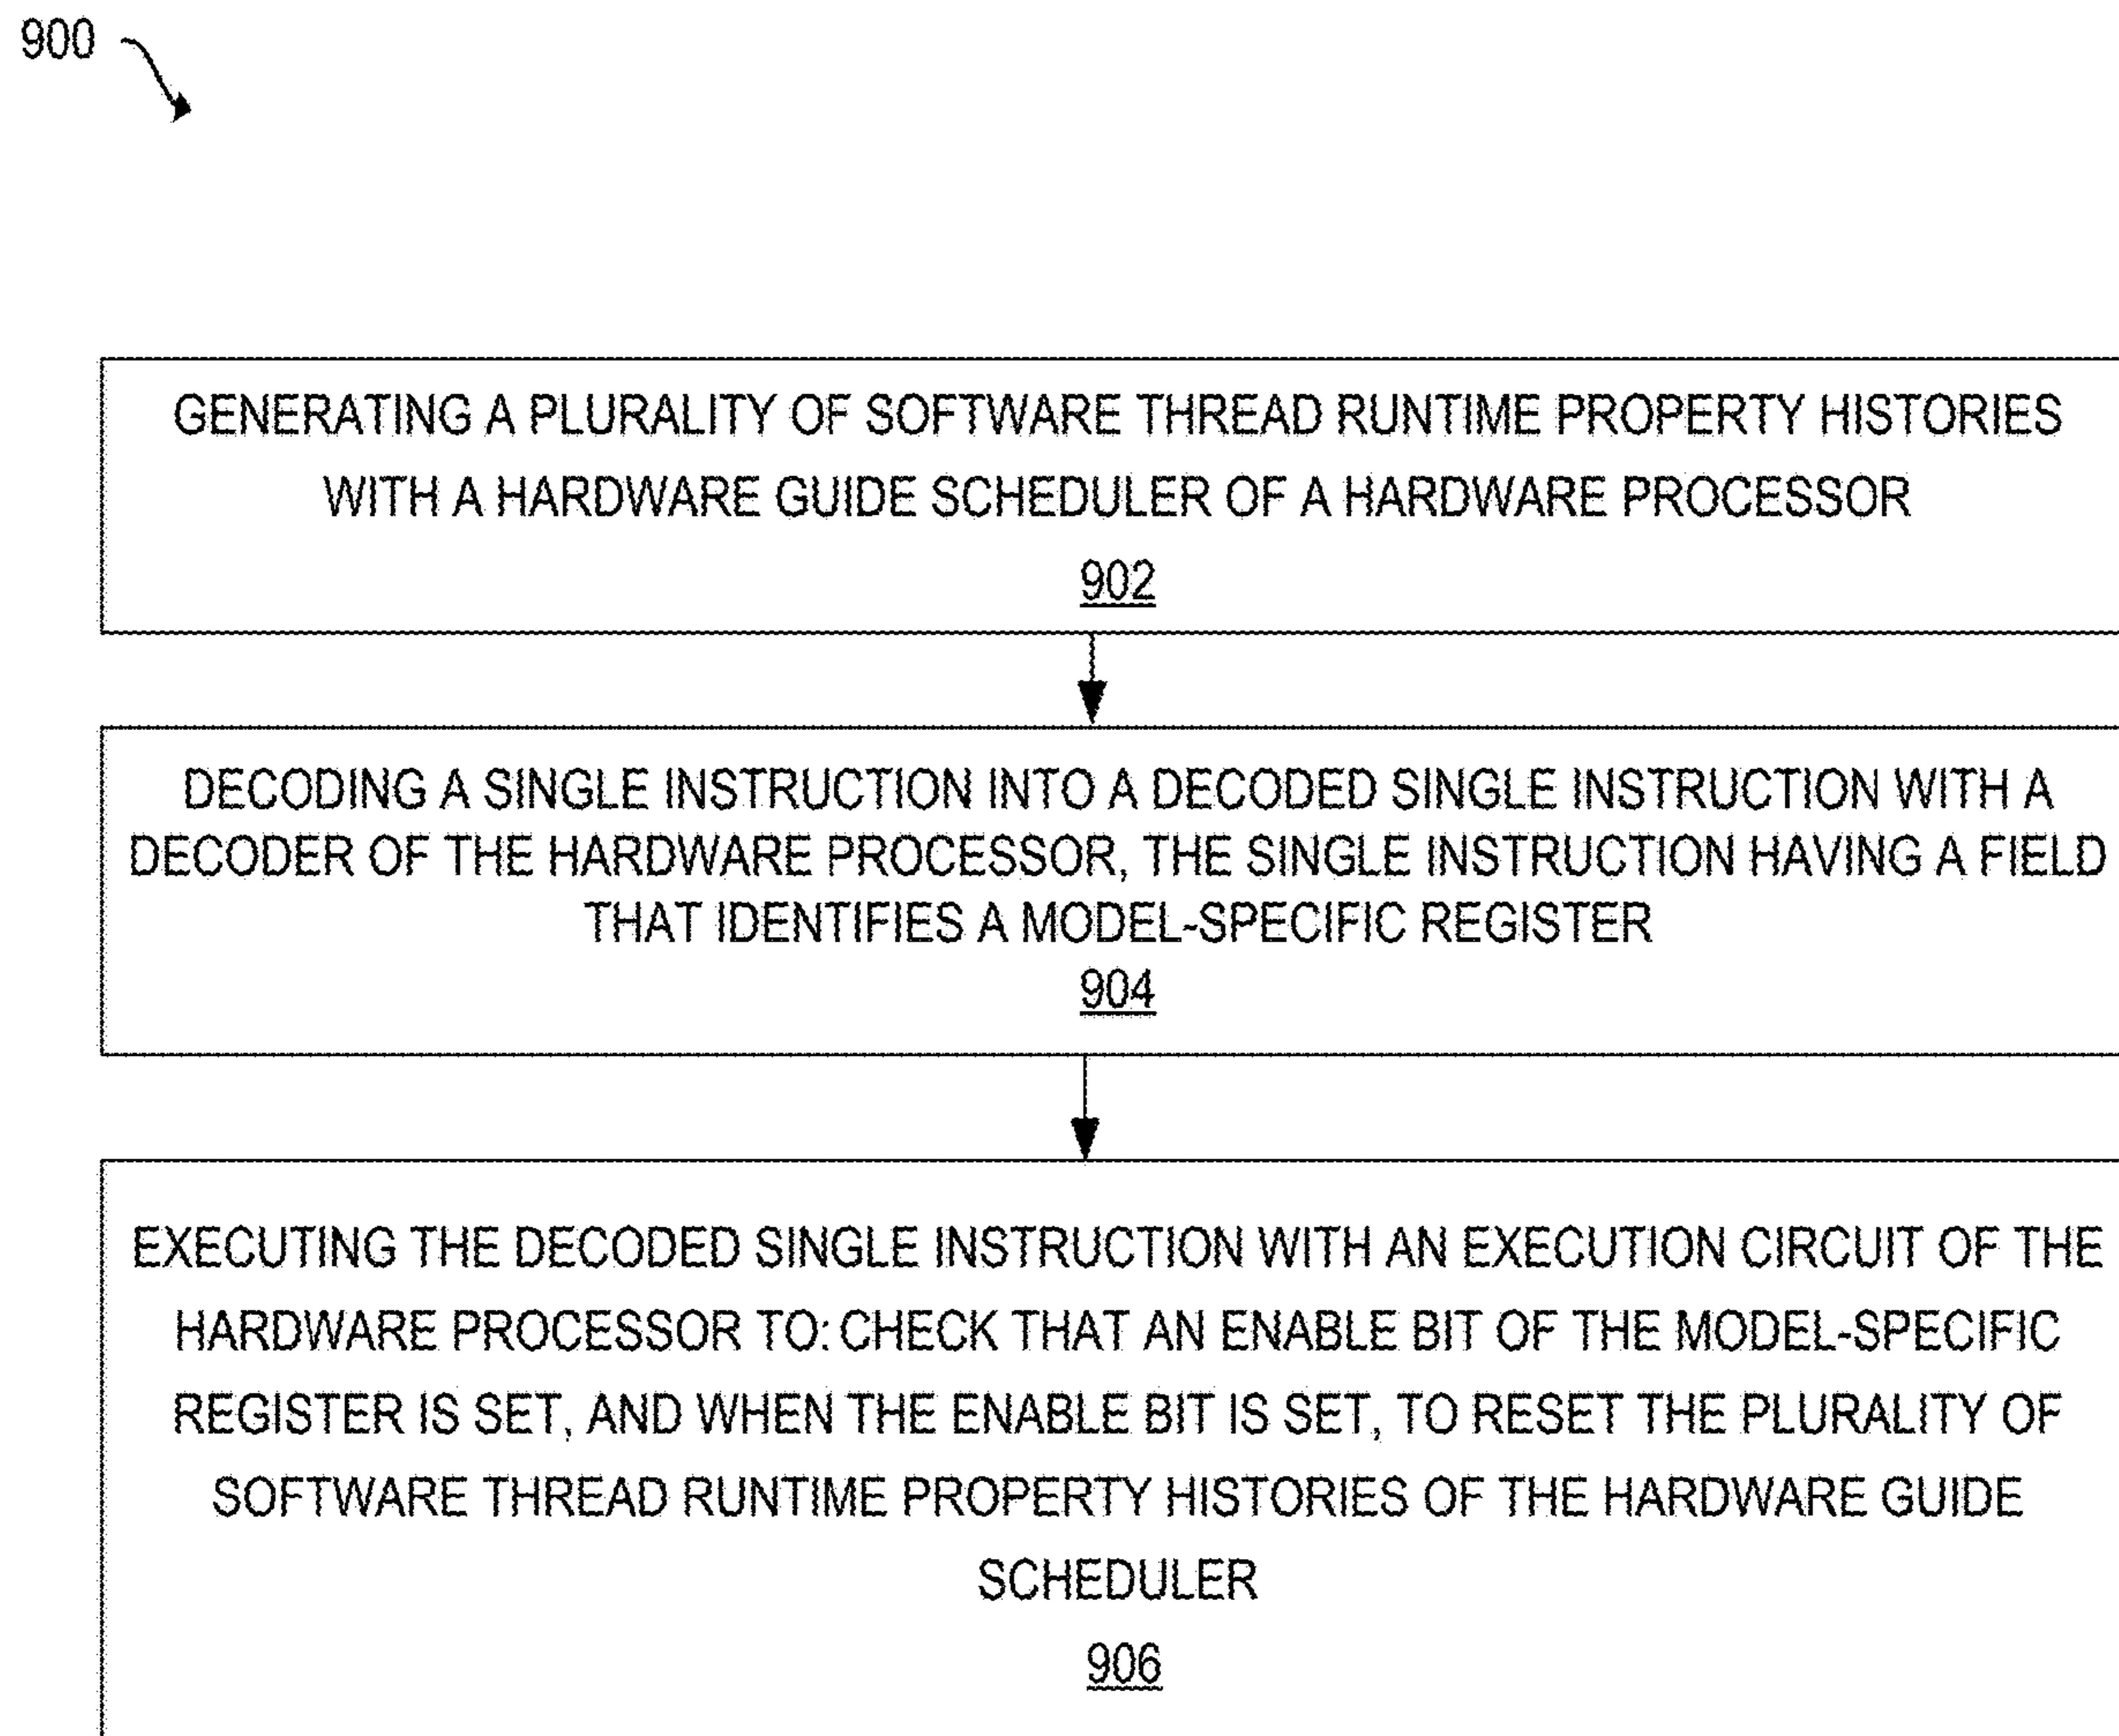 900
GENERATING A PLURALITY OF SOFTWARE THREAD RUNTIME PROPERTY HISTORIES
WITH A HARDWARE GUIDE SCHEDULER OF A HARDWARE PROCESSOR
902
DECODING A SINGLE INSTRUCTION INTO A DECODED SINGLE INSTRUCTION WITH A
DECODER OF THE HARDWARE PROCESSOR, THE SINGLE INSTRUCTION HAVING A FIELD
THAT IDENTIFIES A MODEL-SPECIFIC REGISTER
904
EXECUTING THE DECODED SINGLE INSTRUCTION WITH AN EXECUTION CIRCUIT OF THE
HARDWARE PROCESSOR TO: CHECK THAT AN ENABLE BIT OF THE MODEL-SPECIFIC
REGISTER IS SET, AND WHEN THE ENABLE BIT IS SET, TO RESET THE PLURALITY OF
SOFTWARE THREAD RUNTIME PROPERTY HISTORIES OF THE HARDWARE GUIDE
SCHEDULER
906